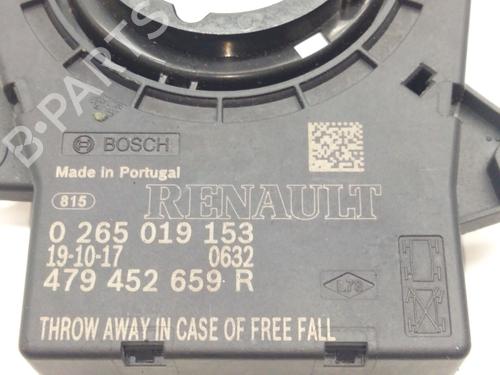 B-PARTS
BOSCH
Made in Portugal
815
RENAULT
0 265 019 153
19-10-17 0632
479 452 659 R
THROW AWAY IN CASE OF FREE FALL